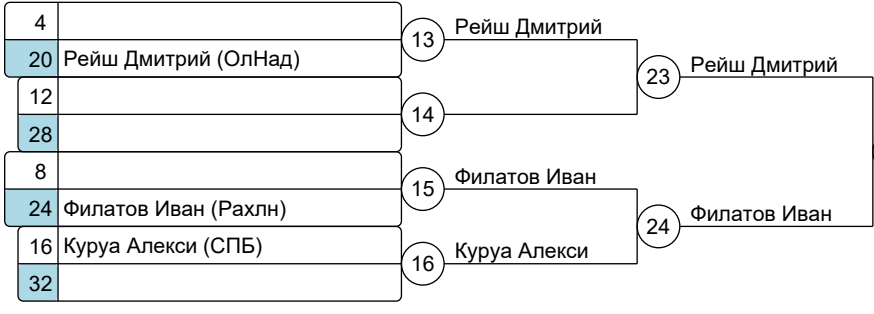 4
20 Рейш Дмитрий (ОлНад)
12
28
8
24 Филатов Иван (Рахлн)
16 Куруа Алекси (СПБ)
32
13 Рейш Дмитрий
14
15 Филатов Иван
16 Куруа Алекси
23 Рейш Дмитрий
24 Филатов Иван